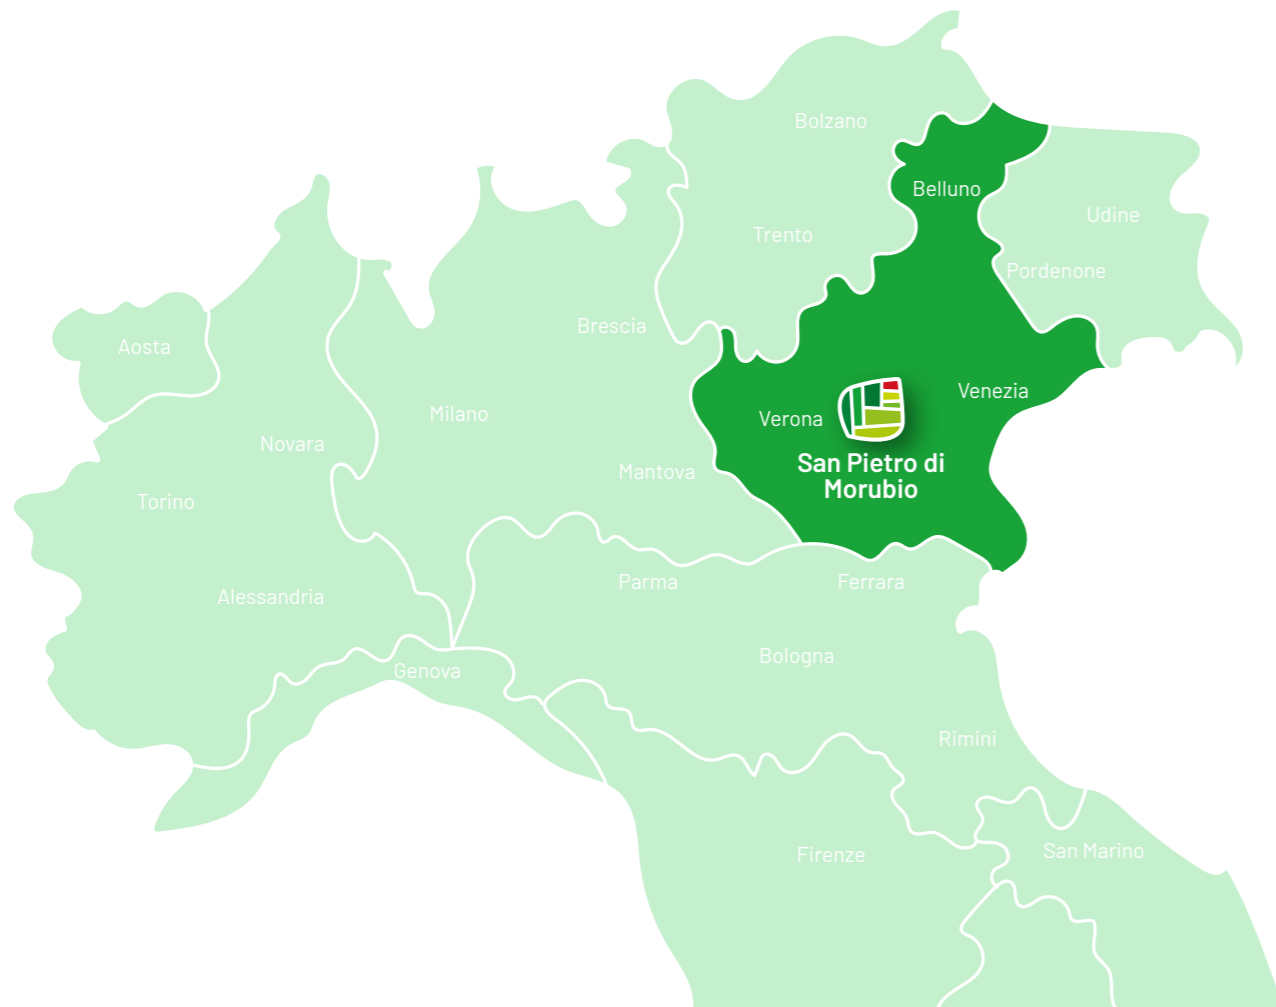 Bolzano
Belluno
Udine
Trento
Pordenone
Brescia
Aosta
Venezia
Milano
Verona
Novara
San Pietro di
Morubio
Mantova
Torino
Parma
Ferrara
Alessandria
Bologna
Genova
Rimini
San Marino
Firenze